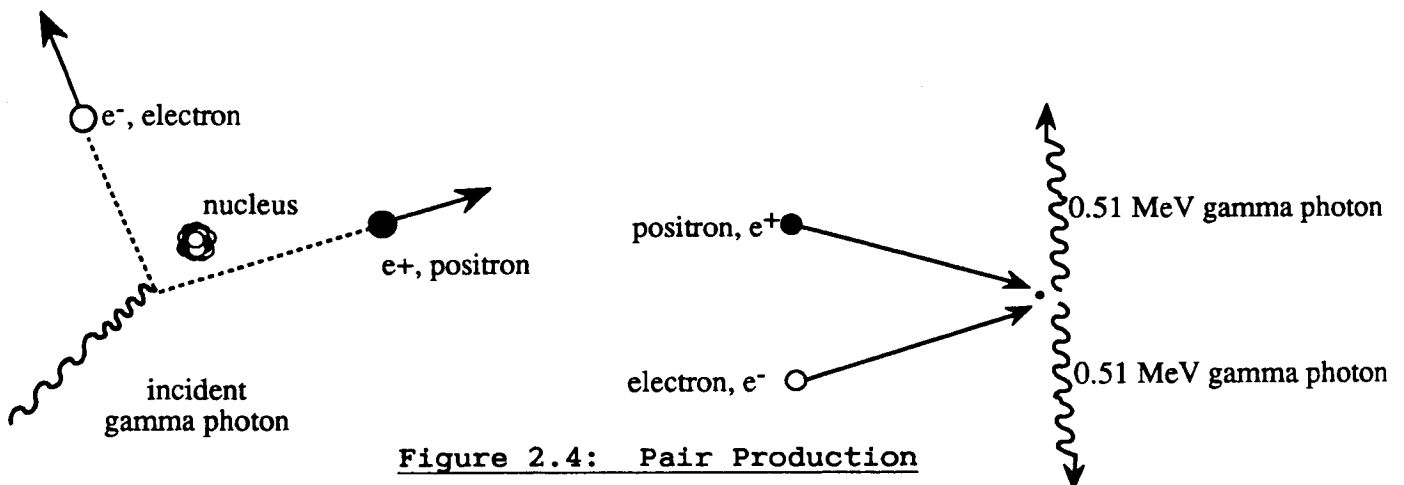 e⁻, electron
nucleus
e+, positron
incident
gamma photon
positron, e⁺
electron, e⁻
0.51 MeV gamma photon
0.51 MeV gamma photon
Figure 2.4: Pair Production